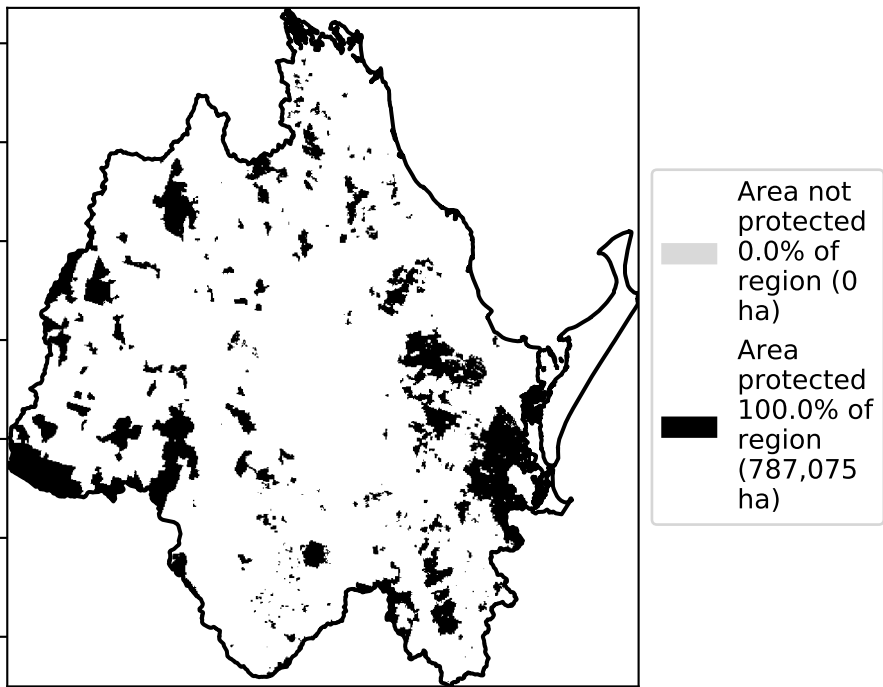 Area not
protected
0.0% of
region (0
ha)
Area
protected
100.0% of
region
(787,075
ha)